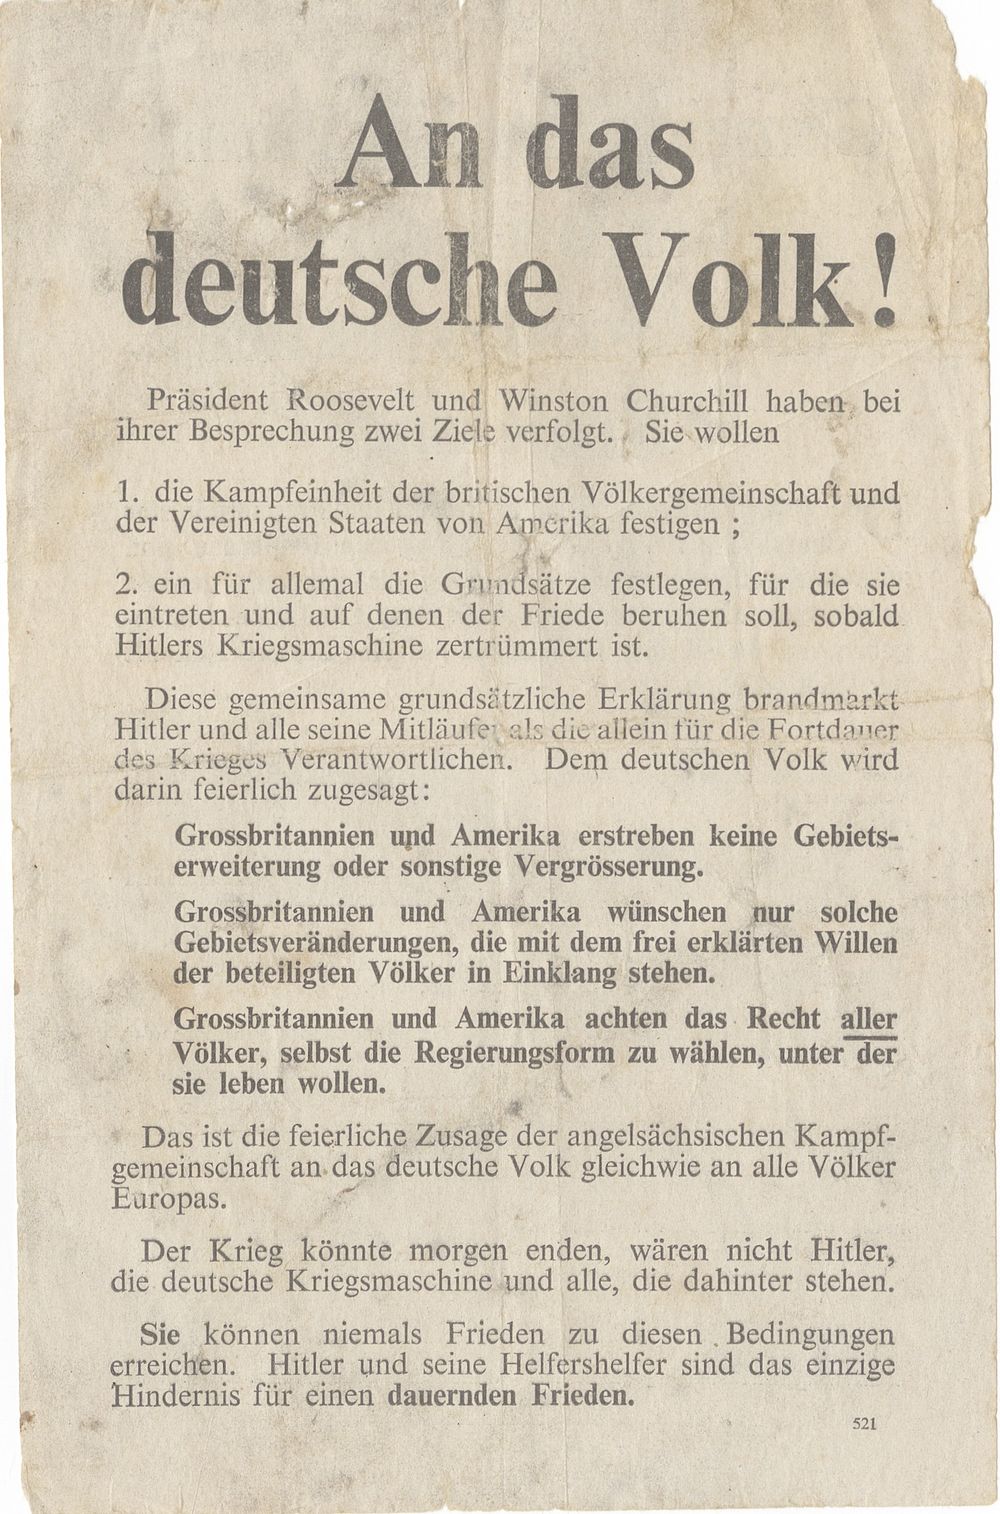 An das
deutsche Volk!
Präsident Roosevelt und Winston Churchill haben bei
ihrer Besprechung zwei Ziele verfolgt. Sie wollen
1. die Kampfeinheit der britischen Völkergemeinschaft und
der Vereinigten Staaten von Amerika festigen ;
2. ein für allemal die Grundsätze festlegen, für die sie
eintreten und auf denen der Friede beruhen soll, sobald
Hitlers Kriegsmaschine zertrümmert ist.
Diese gemeinsame grundsätzliche Erklärung brandmarkt
Hitler und alle seine Mitläufer als die allein für die Fortdauer
des Krieges Verantwortlichen. Dem deutschen Volk wird
darin feierlich zugesagt:
Grossbritannien und Amerika erstreben keine Gebiets-
erweiterung oder sonstige Vergrösserung.
Grossbritannien und Amerika wünschen nur solche
Gebietsveränderungen, die mit dem frei erklärten Willen
der beteiligten Völker in Einklang stehen.
Grossbritannien und Amerika achten das Recht aller
Völker, selbst die Regierungsform zu wählen, unter der
sie leben wollen.
Das ist die feierliche Zusage der angelsächsischen Kampf-
gemeinschaft an das deutsche Volk gleichwie an alle Völker
Europas.
Der Krieg könnte morgen enden, wären nicht Hitler,
die deutsche Kriegsmaschine und alle, die dahinter stehen.
Sie können niemals Frieden zu diesen Bedingungen
erreichen. Hitler und seine Helfershelfer sind das einzige
Hindernis für einen dauernden Frieden.
521